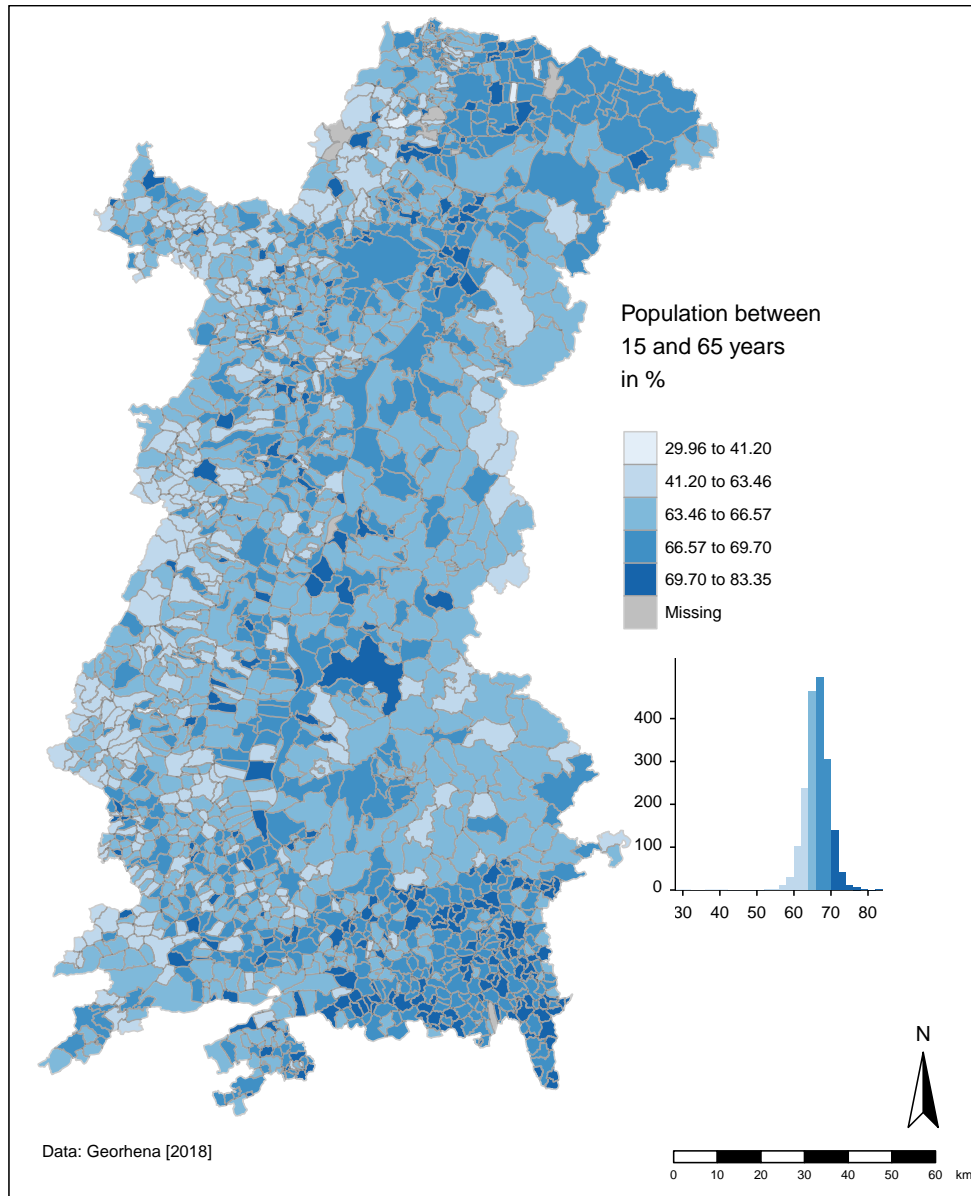 Population between
15 and 65 years
in %
29.96 to 41.20
41.20 to 63.46
63.46 to 66.57
66.57 to 69.70
69.70 to 83.35
Missing
400
300
200
100
0
30 40 50 60 70 80
N
Data: Georhena [2018]
0 10 20 30 40 50 60 km